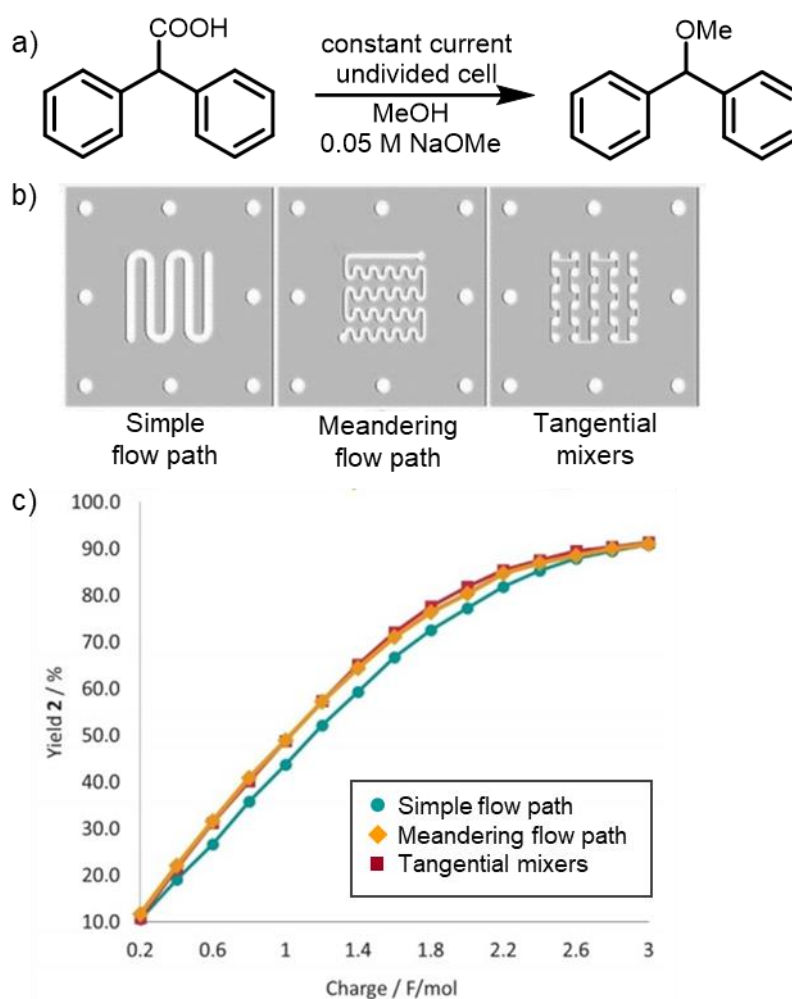 a)
COOH
constant current
undivided cell
MeOH
0.05 M NaOMe
OMe
b)
Simple
flow path
Meandering
flow path
Tangential
mixers
c)
Yield 2 / %
100.0
90.0
80.0
70.0
60.0
50.0
40.0
30.0
20.0
10.0
Simple flow path
Meandering flow path
Tangential mixers
0.2 0.6 1 1.4 1.8 2.2 2.6 3
Charge / F/mol